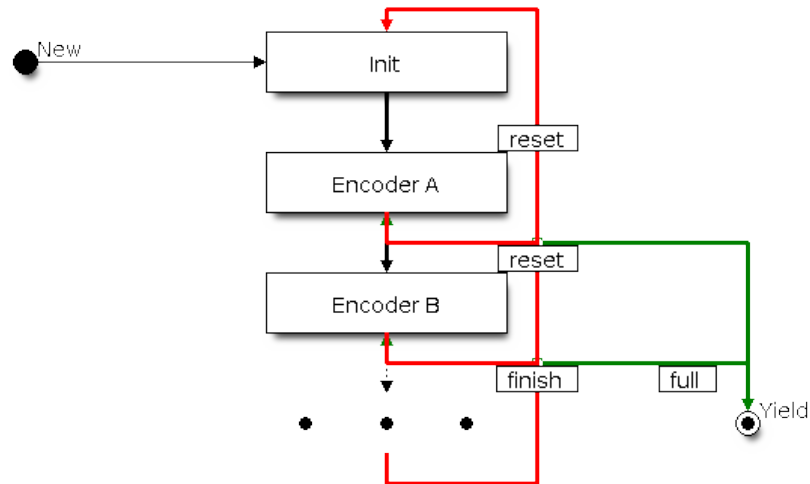 New
Init
reset
Encoder A
reset
Encoder B
finish
full
Yield